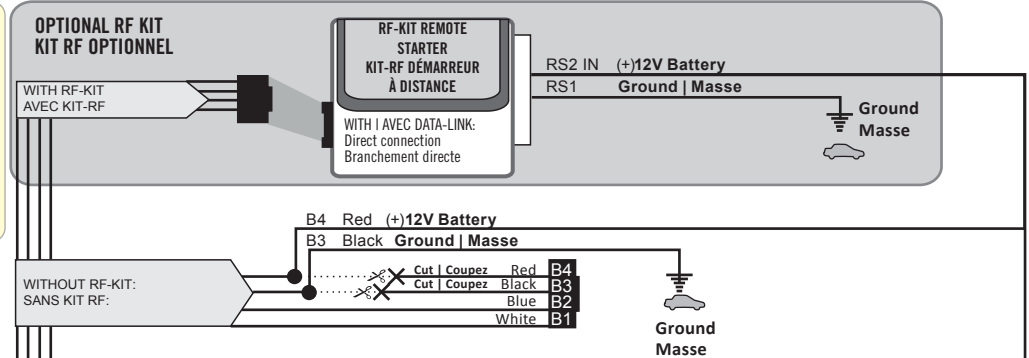 OPTIONAL RF KIT
KIT RF OPTIONNEL
RF-KIT REMOTE
STARTER
KIT-RF DÉMARREUR
À DISTANCE
WITH | AVEC DATA-LINK:
Direct connection
Branchement directe
RS2 IN (+)12V Battery
RS1 Ground | Masse
Ground
Masse
WITH RF-KIT
AVEC KIT-RF
B4 Red (+)12V Battery
B3 Black Ground | Masse
WITHOUT RF-KIT:
SANS KIT RF:
Cut | Coupez Red B4
Cut | Coupez Black B3
Blue B2
White B1
Ground
Masse